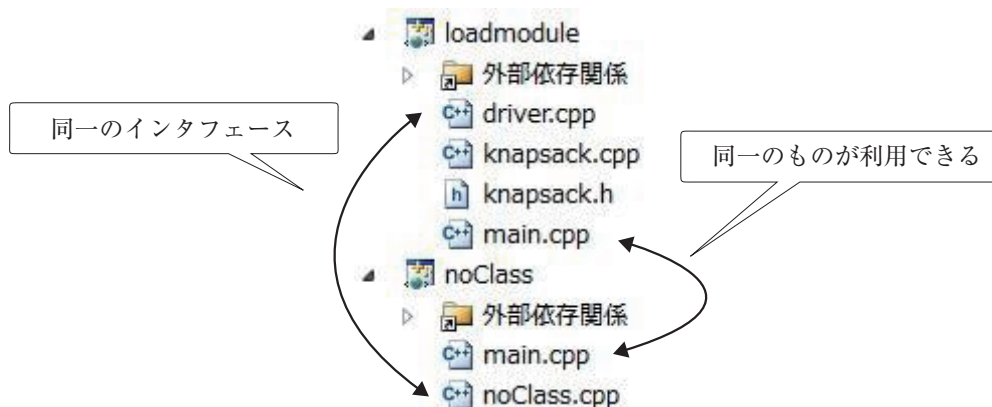 loadmodule
外部依存関係
driver.cpp
同一のインタフェース
knapsack.cpp
同一のものが利用できる
knapsack.h
main.cpp
noClass
外部依存関係
main.cpp
noClass.cpp